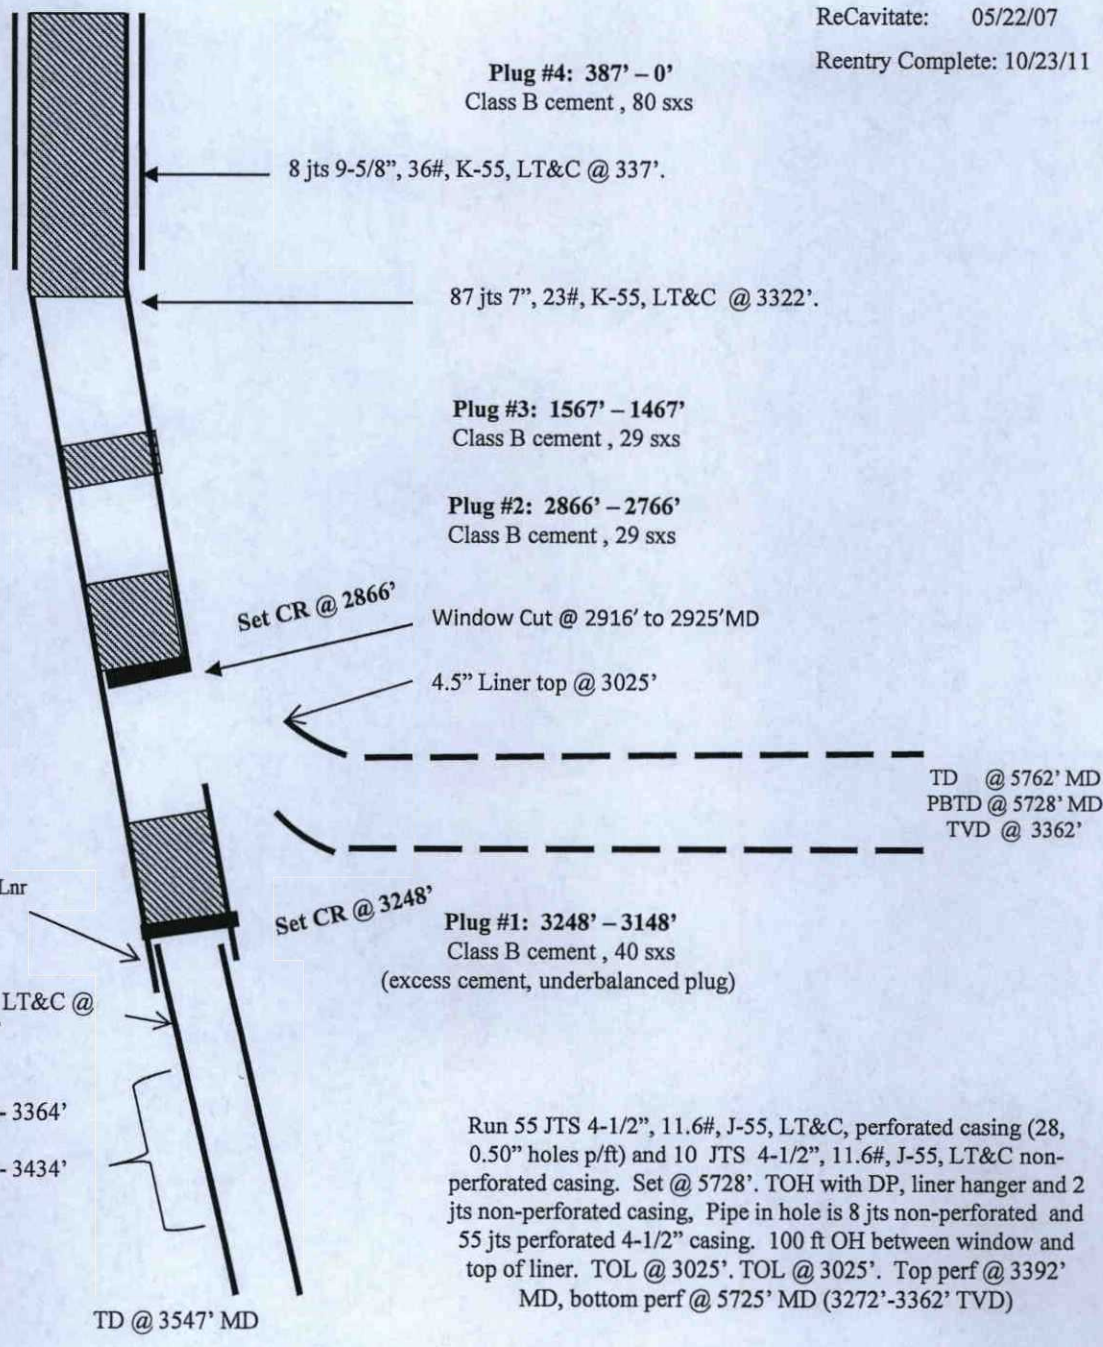 ReCavitate: 05/22/07
Reentry Complete: 10/23/11
Plug #4: 387’ – 0’
Class B cement , 80 sxs
8 jts 9-5/8”, 36#, K-55, LT&C @ 337’.
87 jts 7”, 23#, K-55, LT&C @ 3322’.
Plug #3: 1567’ – 1467’
Class B cement , 29 sxs
Plug #2: 2866’ – 2766’
Class B cement , 29 sxs
Set CR @ 2866’
Window Cut @ 2916’ to 2925’MD
4.5” Liner top @ 3025’
TD @ 5762’ MD
PBTD @ 5728’ MD
TVD @ 3362’
Lnr
Set CR @ 3248’
Plug #1: 3248’ – 3148’
Class B cement , 40 sxs
(excess cement, underbalanced plug)
LT&C @
- 3364’
- 3434’
Run 55 JTS 4-1/2”, 11.6#, J-55, LT&C, perforated casing (28,
0.50” holes p/ft) and 10 JTS 4-1/2”, 11.6#, J-55, LT&C non-
perforated casing. Set @ 5728’. TOH with DP, liner hanger and 2
jts non-perforated casing, Pipe in hole is 8 jts non-perforated and
55 jts perforated 4-1/2” casing. 100 ft OH between window and
top of liner. TOL @ 3025’. TOL @ 3025’. Top perf @ 3392’
MD, bottom perf @ 5725’ MD (3272’-3362’ TVD)
TD @ 3547’ MD